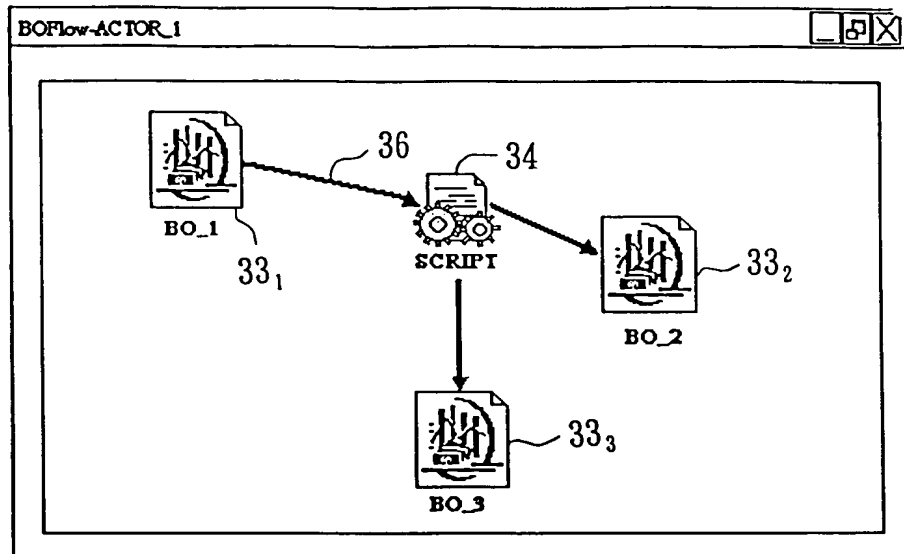 BOFlow-ACTOR_1
36
34
BO_1
33₁
SCRIPT
33₂
BO_2
33₃
BO_3